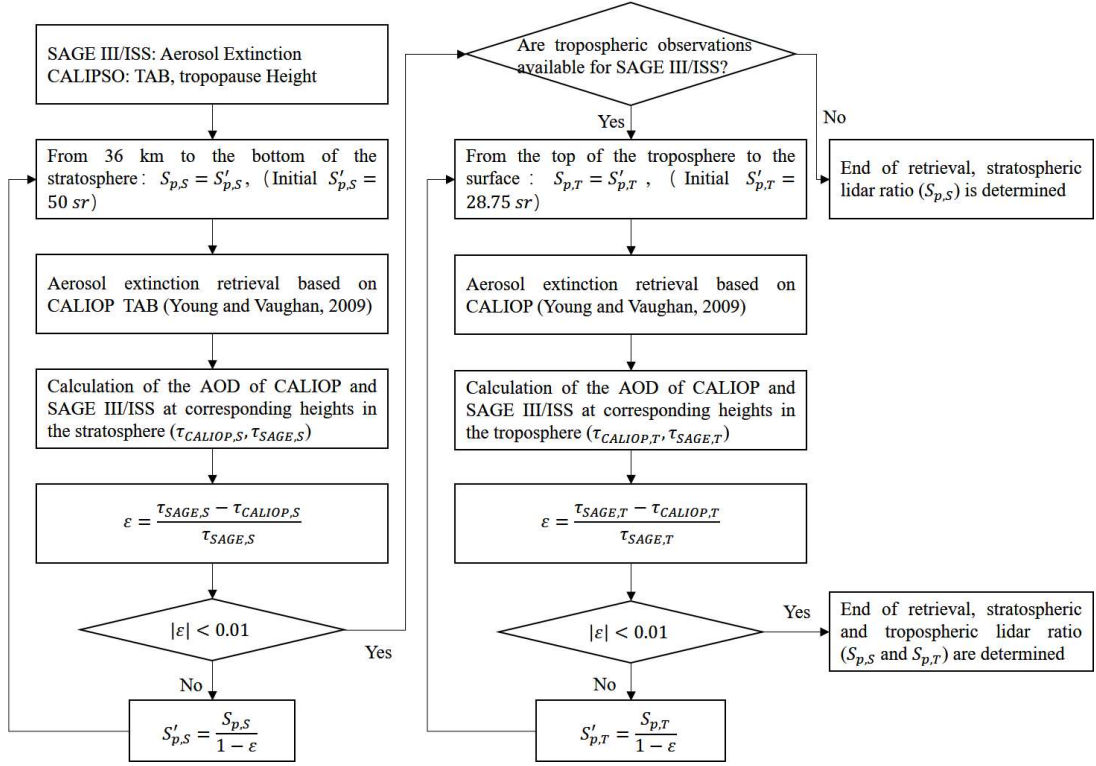 SAGE III/ISS: Aerosol Extinction
CALIPSO: TAB, tropopause Height
From 36 km to the bottom of the
stratosphere: S_{p,S} = S'_{p,S}, (Initial S'_{p,S} =
50 sr)
Aerosol extinction retrieval based on
CALIOP TAB (Young and Vaughan, 2009)
Calculation of the AOD of CALIOP and
SAGE III/ISS at corresponding heights in
the stratosphere (τ_{CALIOP,S}, τ_{SAGE,S})
ε = (τ_{SAGE,S} − τ_{CALIOP,S}) / τ_{SAGE,S}
|ε| < 0.01
Yes
No
S'_{p,S} = S_{p,S} / (1 − ε)
Are tropospheric observations
available for SAGE III/ISS?
Yes
No
End of retrieval, stratospheric
lidar ratio (S_{p,S}) is determined
From the top of the troposphere to the
surface : S_{p,T} = S'_{p,T} , ( Initial S'_{p,T} =
28.75 sr)
Aerosol extinction retrieval based on
CALIOP (Young and Vaughan, 2009)
Calculation of the AOD of CALIOP and
SAGE III/ISS at corresponding heights in
the troposphere (τ_{CALIOP,T}, τ_{SAGE,T})
ε = (τ_{SAGE,T} − τ_{CALIOP,T}) / τ_{SAGE,T}
|ε| < 0.01
Yes
End of retrieval, stratospheric
and tropospheric lidar ratio
(S_{p,S} and S_{p,T}) are determined
No
S'_{p,T} = S_{p,T} / (1 − ε)